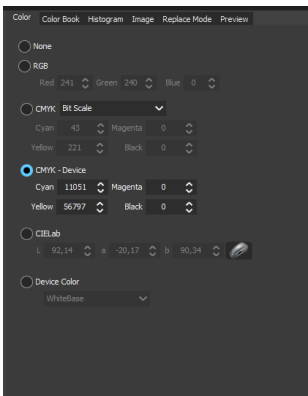 Color Color Book Histogram Image Replace Mode Preview
None
RGB
Red 241 Green 240 Blue 0
CMYK Bit Scale
Cyan 43 Magenta 0
Yellow 221 Black 0
CMYK - Device
Cyan 11051 Magenta 0
Yellow 56797 Black 0
CIELab
L 92,14 a -20,17 b 90,34
Device Color
WhiteBase